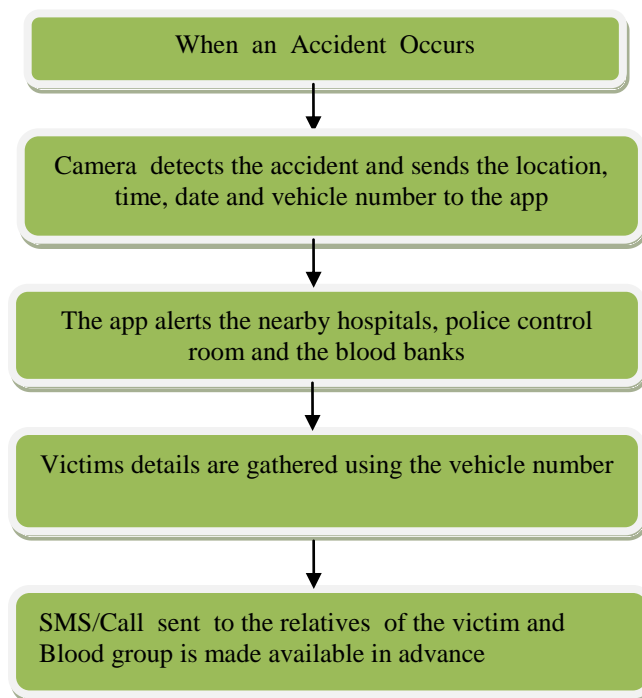 When an Accident Occurs
Camera detects the accident and sends the location,
time, date and vehicle number to the app
The app alerts the nearby hospitals, police control
room and the blood banks
Victims details are gathered using the vehicle number
SMS/Call sent to the relatives of the victim and
Blood group is made available in advance